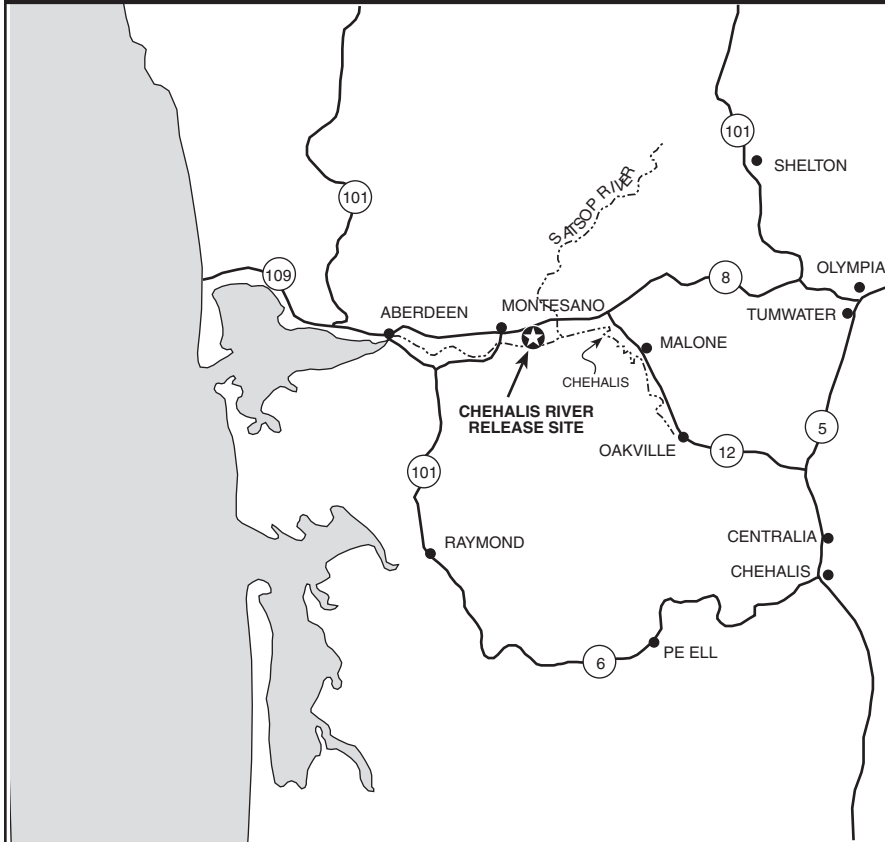 101
SHELTON
SATSOP RIVER
101
OLYMPIA
109
8
ABERDEEN
MONTESANO
TUMWATER
MALONE
CHEHALIS
CHEHALIS RIVER
RELEASE SITE
5
OAKVILLE
12
101
CENTRALIA
RAYMOND
CHEHALIS
PE ELL
6